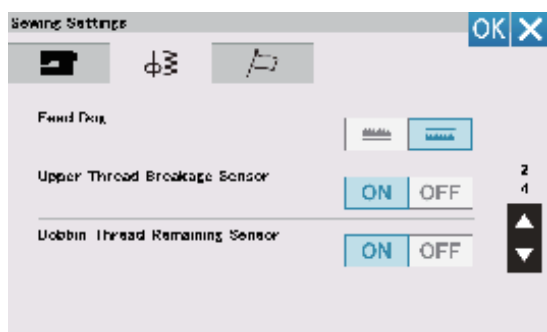 Sewing Settings
OK
Feed Dog
Upper Thread Breakage Sensor
ON OFF
2
4
Bobbin Thread Remaining Sensor
ON OFF